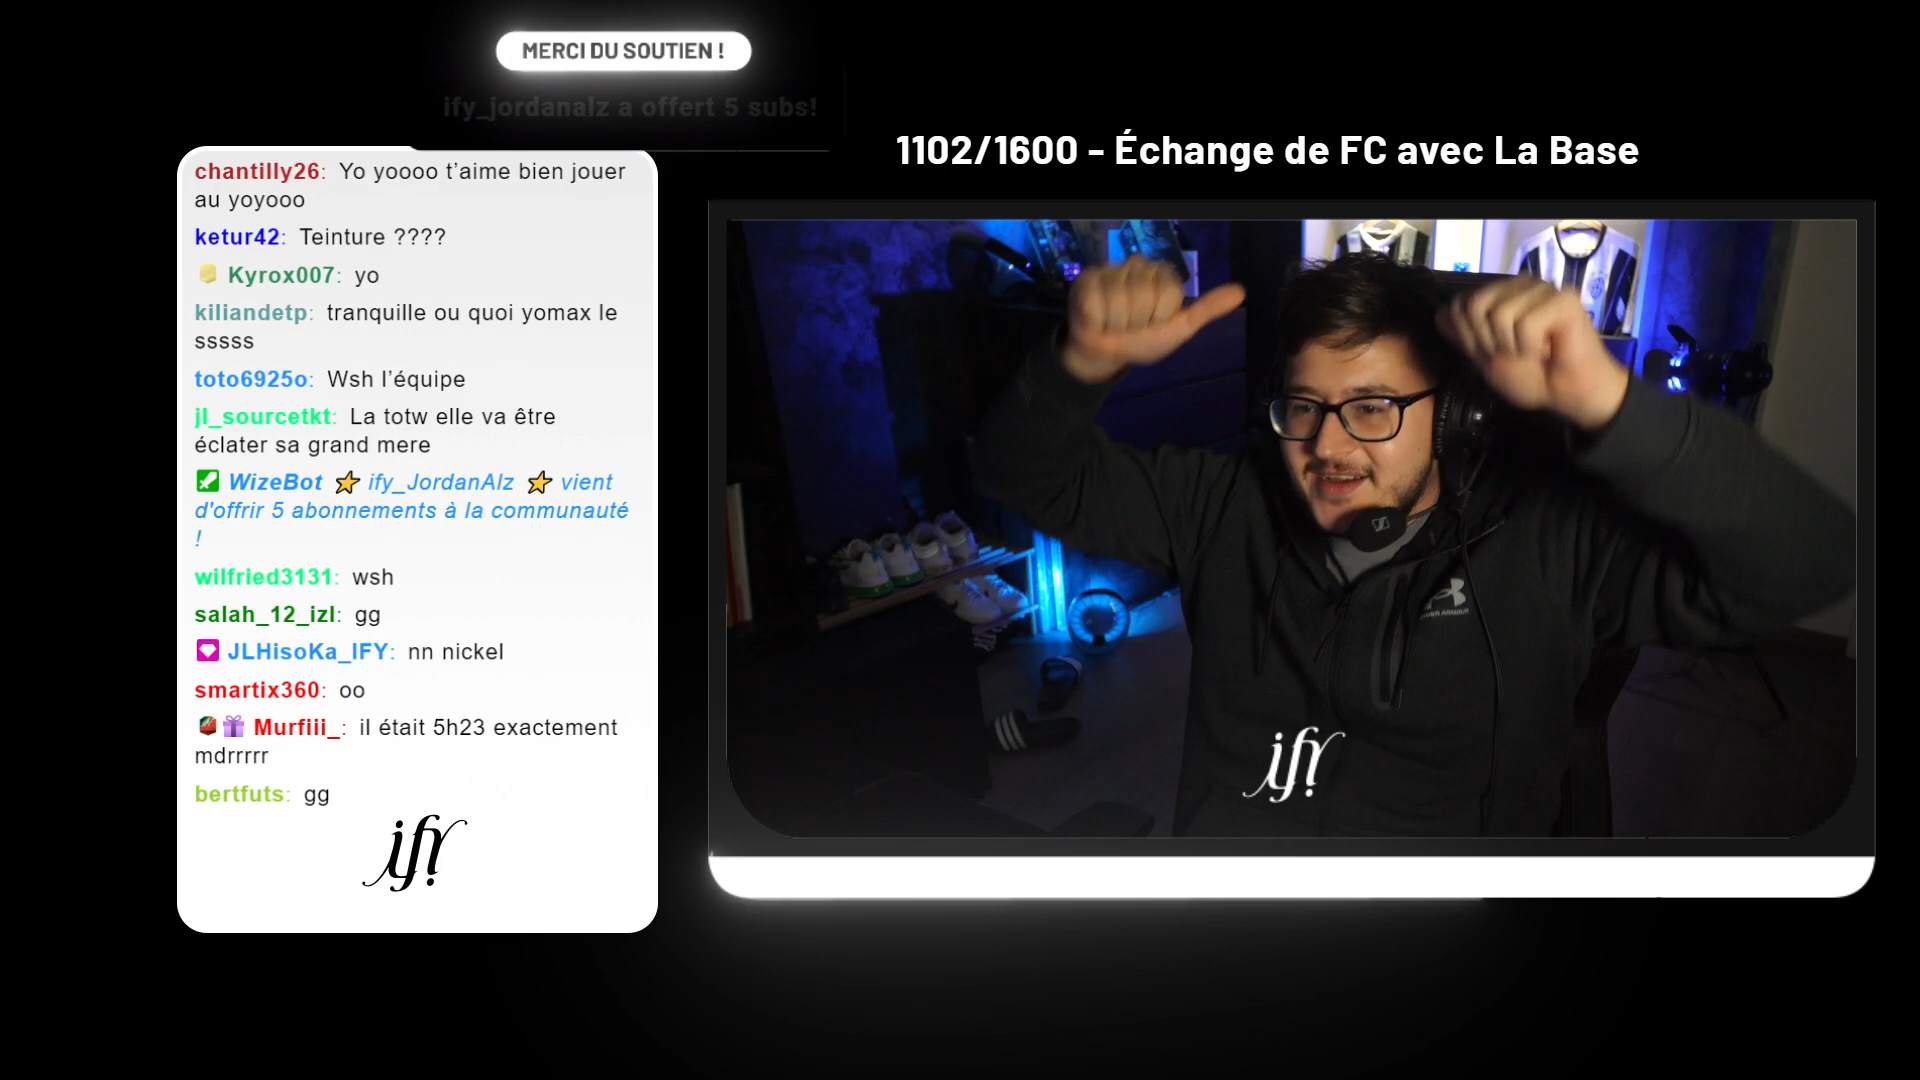 MERCI DU SOUTIEN !
ify_jordanalz a offert 5 subs!
1102/1600 - Échange de FC avec La Base
chantilly26: Yo yoooo t’aime bien jouer
au yoyooo
ketur42: Teinture ????
Kyrox007: yo
kiliandetp: tranquille ou quoi yomax le
sssss
toto6925o: Wsh l’équipe
jl_sourcetkt: La totw elle va être
éclater sa grand mere
WizeBot ify_JordanAlz vient
d'offrir 5 abonnements à la communauté
!
wilfried3131: wsh
salah_12_izl: gg
JLHisoKa_IFY: nn nickel
smartix360: oo
Murfiii_: il était 5h23 exactement
mdrrrrr
bertfuts: gg
ify
UNDER ARMOUR
ify